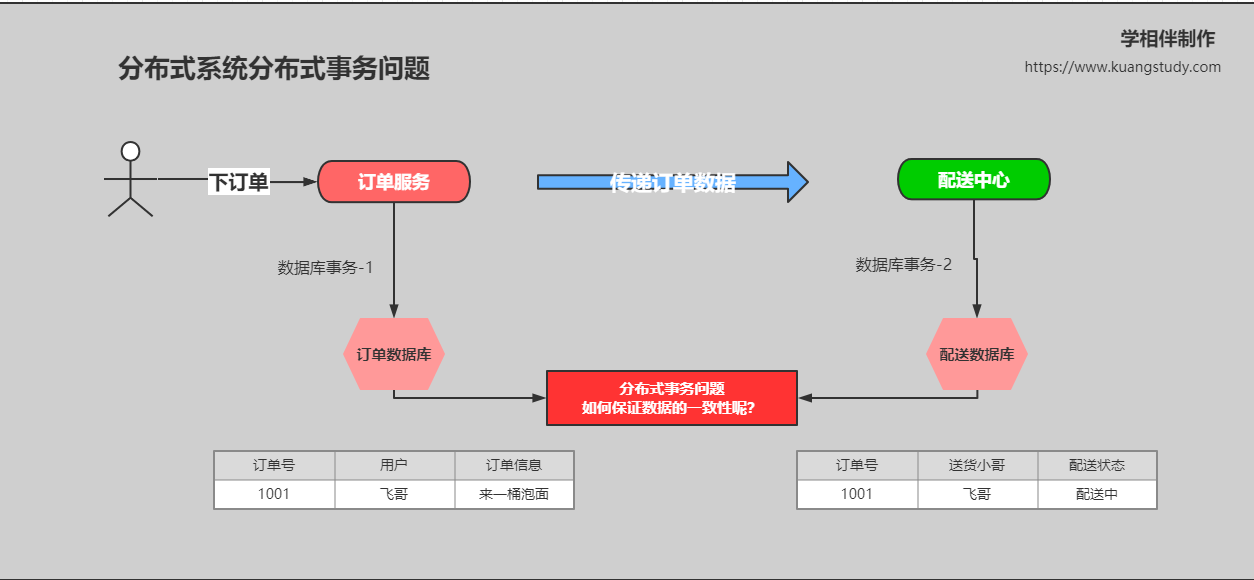 学相伴制作
分布式系统分布式事务问题
https://www.kuangstudy.com
下订单
订单服务
传递订单数据
配送中心
数据库事务-1
数据库事务-2
订单数据库
配送数据库
分布式事务问题
如何保证数据的一致性呢?
订单号 用户 订单信息
1001 飞哥 来一桶泡面
订单号 送货小哥 配送状态
1001 飞哥 配送中